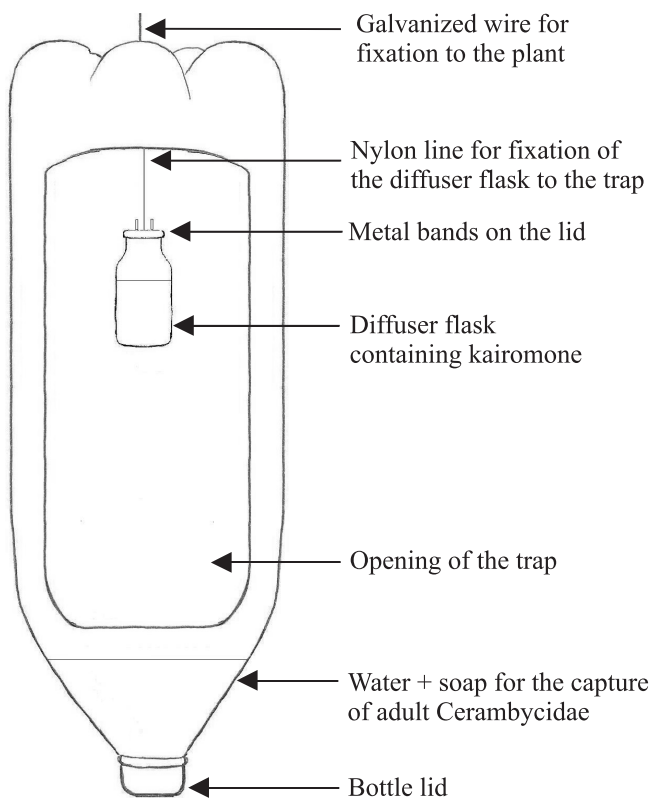 Galvanized wire for
fixation to the plant
Nylon line for fixation of
the diffuser flask to the trap
Metal bands on the lid
Diffuser flask
containing kairomone
Opening of the trap
Water + soap for the capture
of adult Cerambycidae
Bottle lid